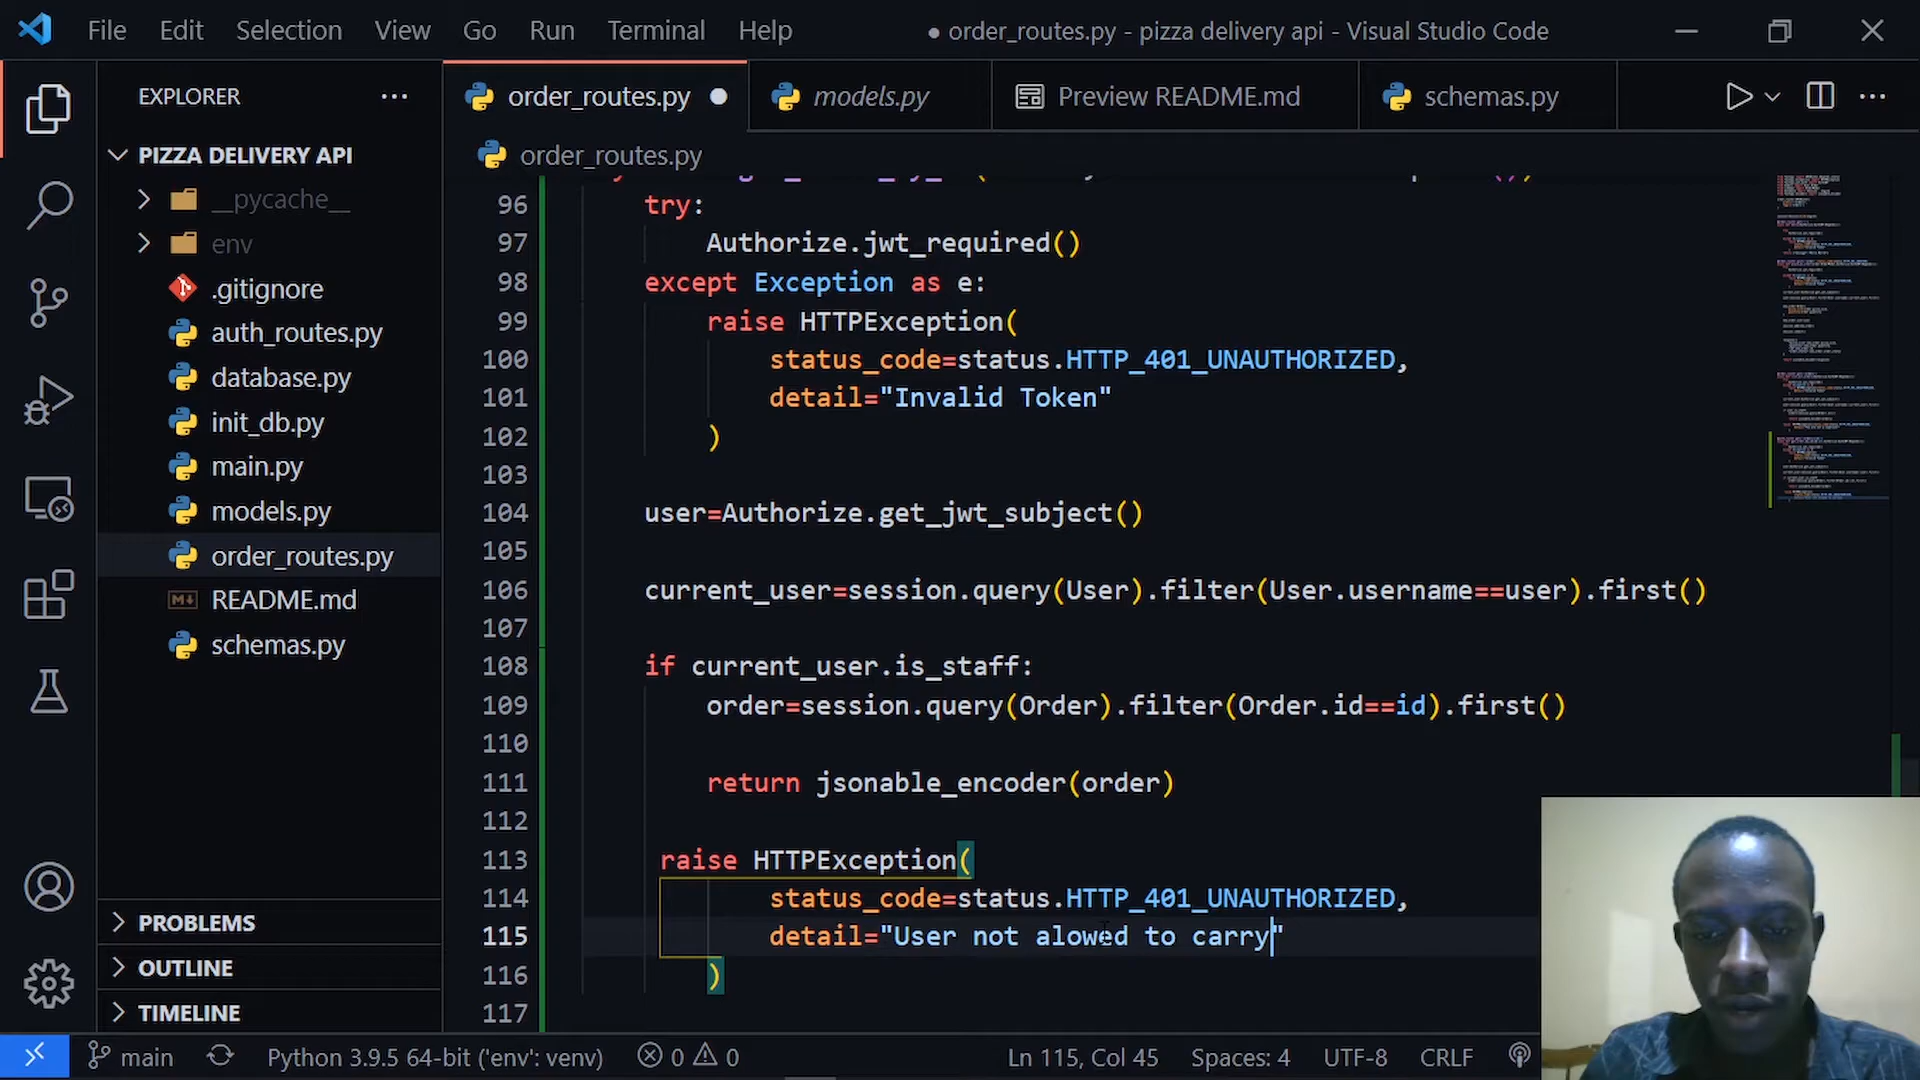 File Edit Selection View Go Run Terminal Help ● order_routes.py - pizza delivery api - Visual Studio Code
EXPLORER
order_routes.py models.py Preview README.md schemas.py
order_routes.py
PIZZA DELIVERY API
__pycache__
env
.gitignore
auth_routes.py
database.py
init_db.py
main.py
models.py
order_routes.py
README.md
schemas.py
PROBLEMS
OUTLINE
TIMELINE
96 try:
97 Authorize.jwt_required()
98 except Exception as e:
99 raise HTTPException(
100 status_code=status.HTTP_401_UNAUTHORIZED,
101 detail="Invalid Token"
102 )
103
104 user=Authorize.get_jwt_subject()
105
106 current_user=session.query(User).filter(User.username==user).first()
107
108 if current_user.is_staff:
109 order=session.query(Order).filter(Order.id==id).first()
110
111 return jsonable_encoder(order)
112
113 raise HTTPException(
114 status_code=status.HTTP_401_UNAUTHORIZED,
115 detail="User not alowed to carry"
116 )
117
main Python 3.9.5 64-bit ('env': venv) 0 0 Ln 115, Col 45 Spaces: 4 UTF-8 CRLF